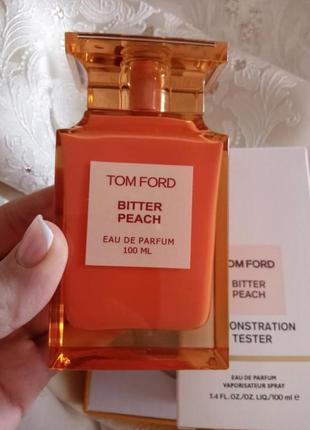 TOM FORD
BITTER
PEACH
EAU DE PARFUM
100 ML
TOM FORD
BITTER
PEACH
ONSTRATION
TESTER
EAU DE PARFUM
VAPORISATEUR SPRAY
3.4 FL. OZ/OZ. LIQ./100 ml e